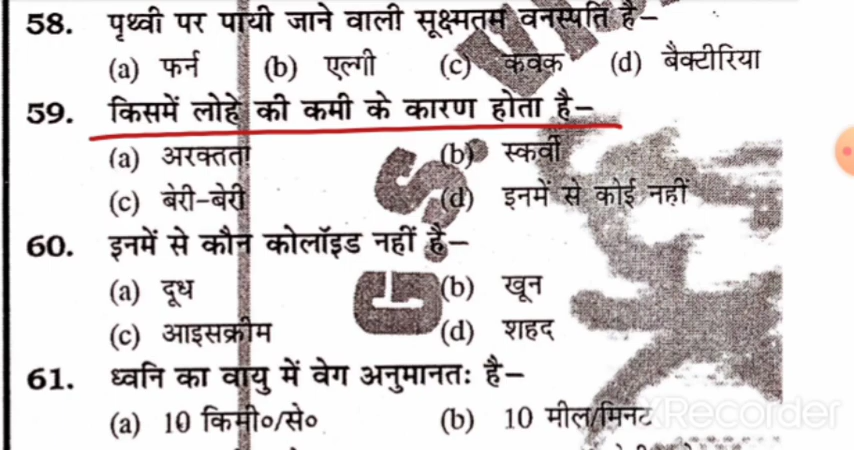 58. पृथ्वी पर पायी जाने वाली सूक्ष्मतम वनस्पति है–
(a) फर्न (b) एल्गी (c) कवक (d) बैक्टीरिया
59. किसमें लोहे की कमी के कारण होता है–
(a) अरक्तता (b) स्कर्वी
(c) बेरी-बेरी (d) इनमें से कोई नहीं
60. इनमें से कौन कोलॉइड नहीं है–
(a) दूध (b) खून
(c) आइसक्रीम (d) शहद
61. ध्वनि का वायु में वेग अनुमानतः है–
(a) 10 किमी०/से० (b) 10 मील/मिनट
XRecorder
G.S.